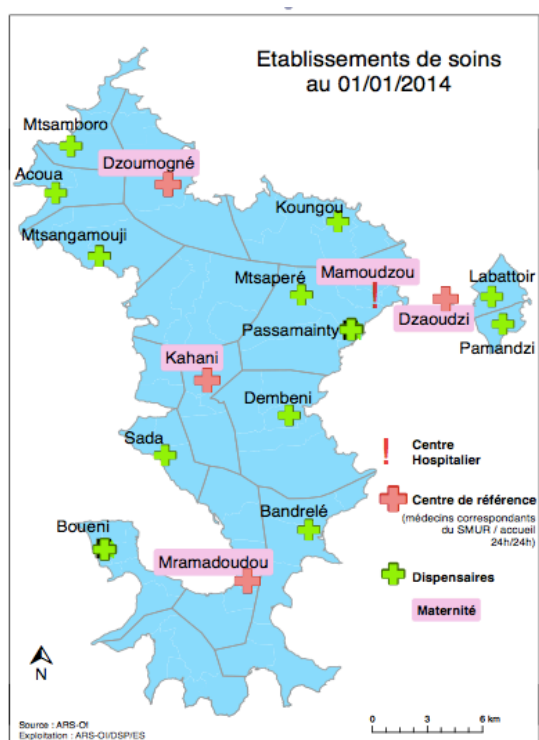 Etablissements de soins
au 01/01/2014
Mtsamboro
Dzoumogné
Acoua
Koungou
Mtsangamouji
Mtsaperé
Mamoudzou
Labattoir
Passamainty
Dzaoudzi
Pamandzi
Kahani
Dembeni
Sada
Centre
Hospitalier
Centre de référence
(médecins correspondants
du SMUR / accueil
24h/24h)
Bandrelé
Boueni
Mramadoudou
Dispensaires
Maternité
N
Source : ARS-OI
Exploitation : ARS-OI/DSP/ES
0 3 6 km